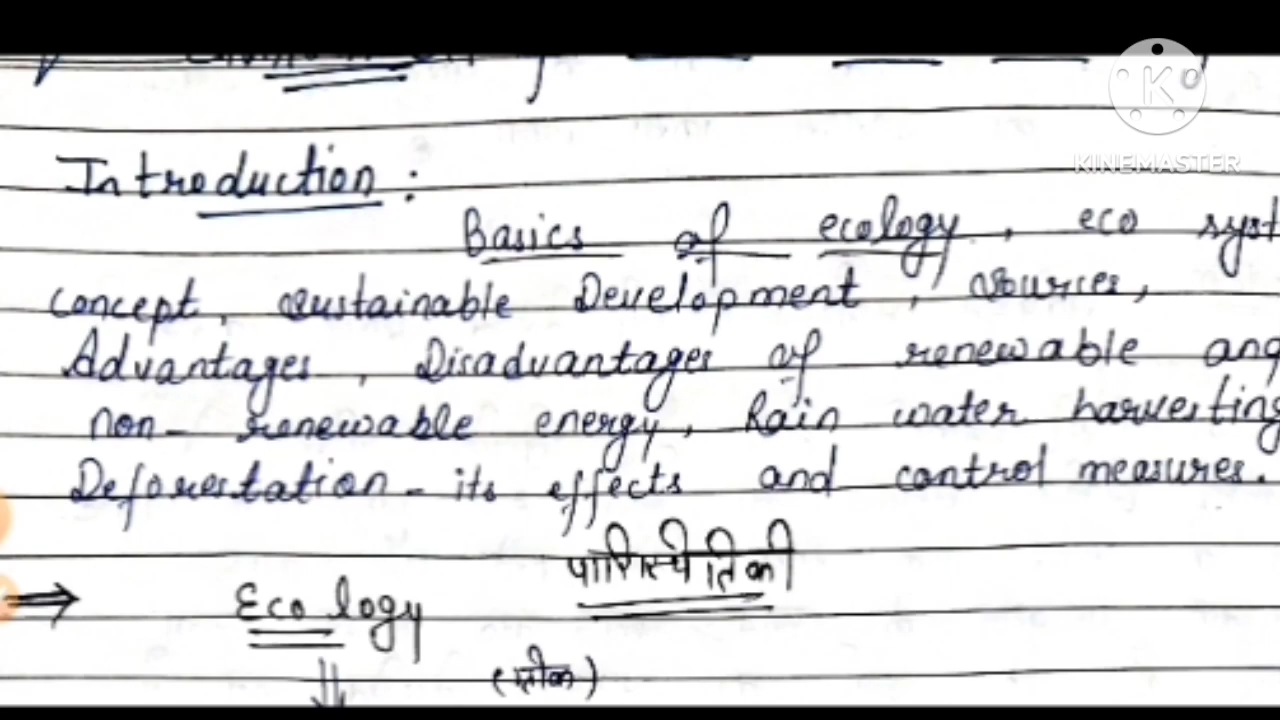 K
KINEMASTER
Introduction :
Basics of ecology, eco syst
concept, sustainable Development, sources,
Advantages, Disadvantages of renewable and
non-renewable energy, Rain water harvesting
Deforestation - its effects and control measures.
पारिस्थितिकी
⇒ Ecology
(ग्रीक)